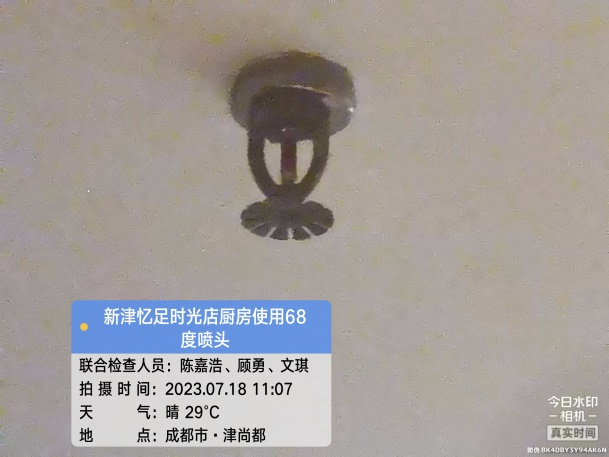 新津忆足时光店厨房使用68
度喷头
联合检查人员：陈嘉浩、顾勇、文琪
拍 摄 时 间：2023.07.18 11:07
天 气：晴 29°C
地 点：成都市·津尚都
今日水印
相机
真实时间
防伪 BK4DBY3Y94AK6N